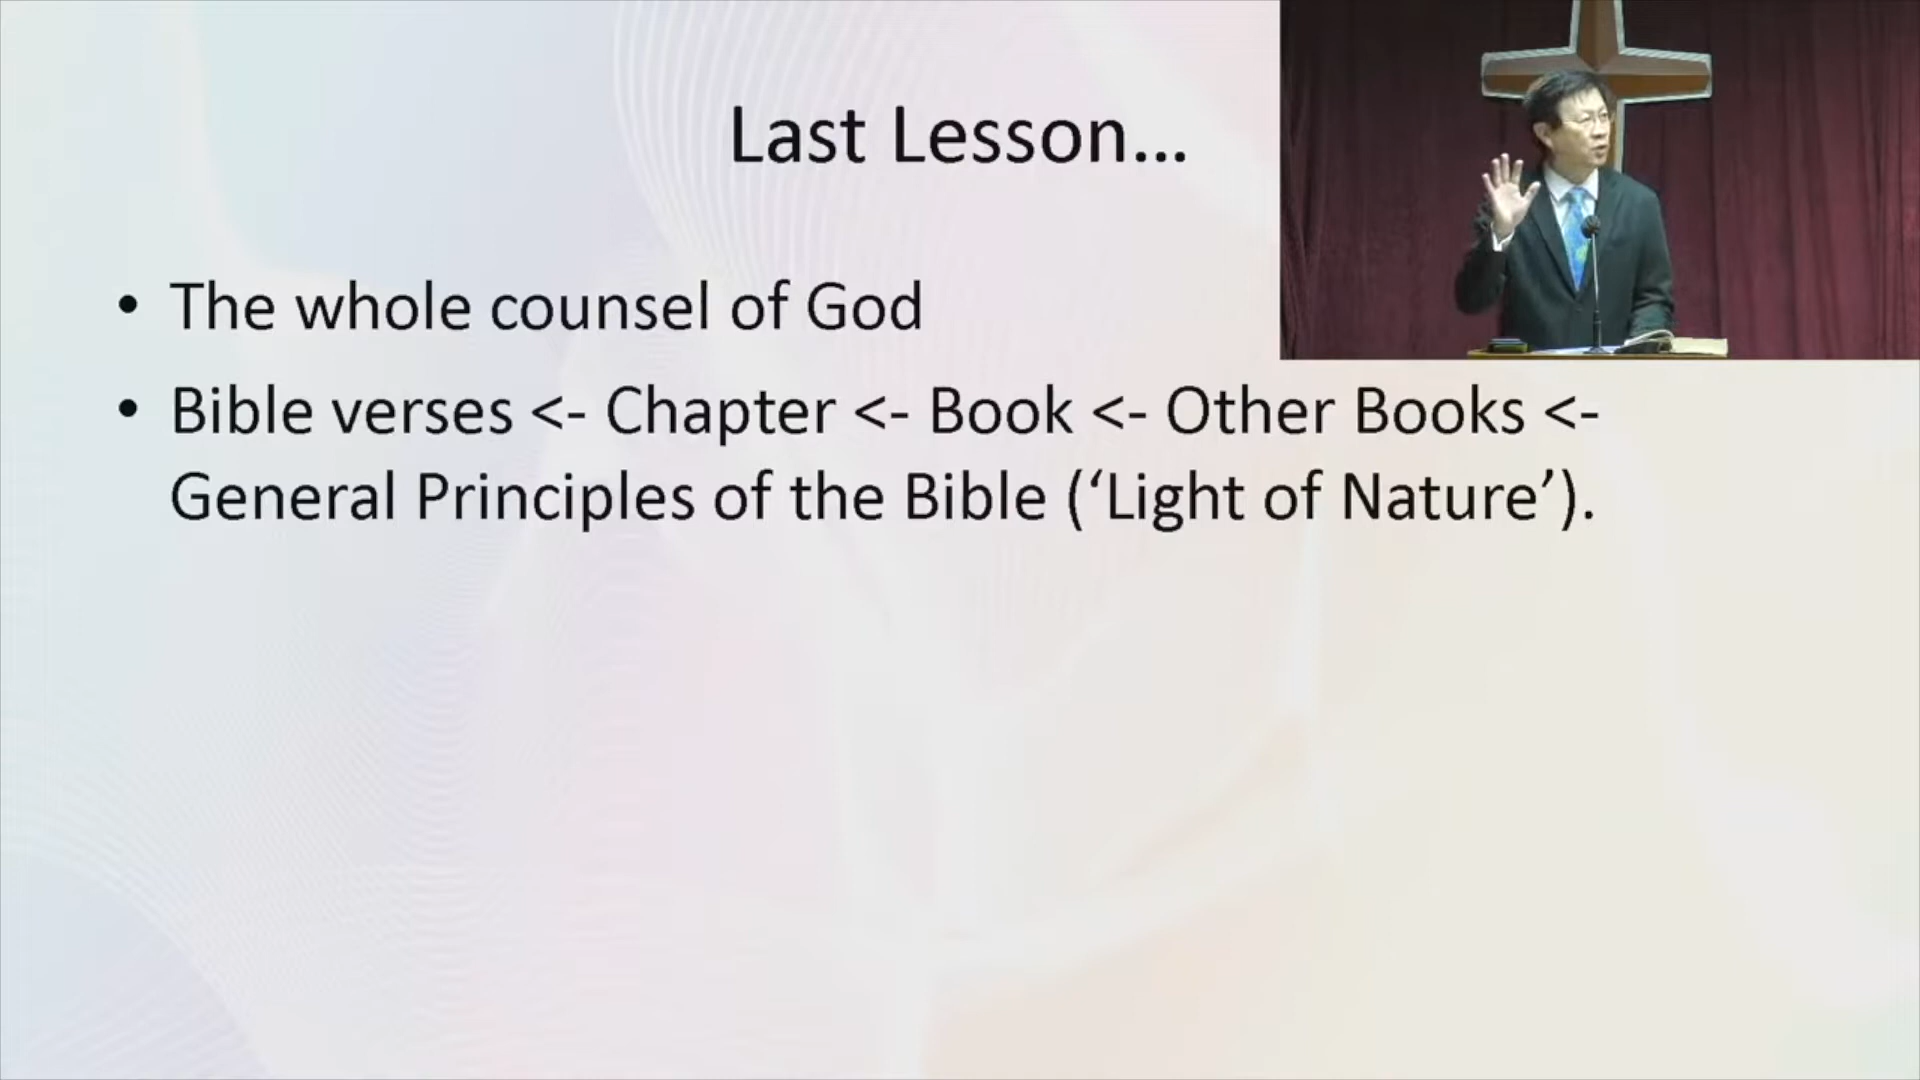 Last Lesson...
• The whole counsel of God
• Bible verses <- Chapter <- Book <- Other Books <-
General Principles of the Bible (‘Light of Nature’).